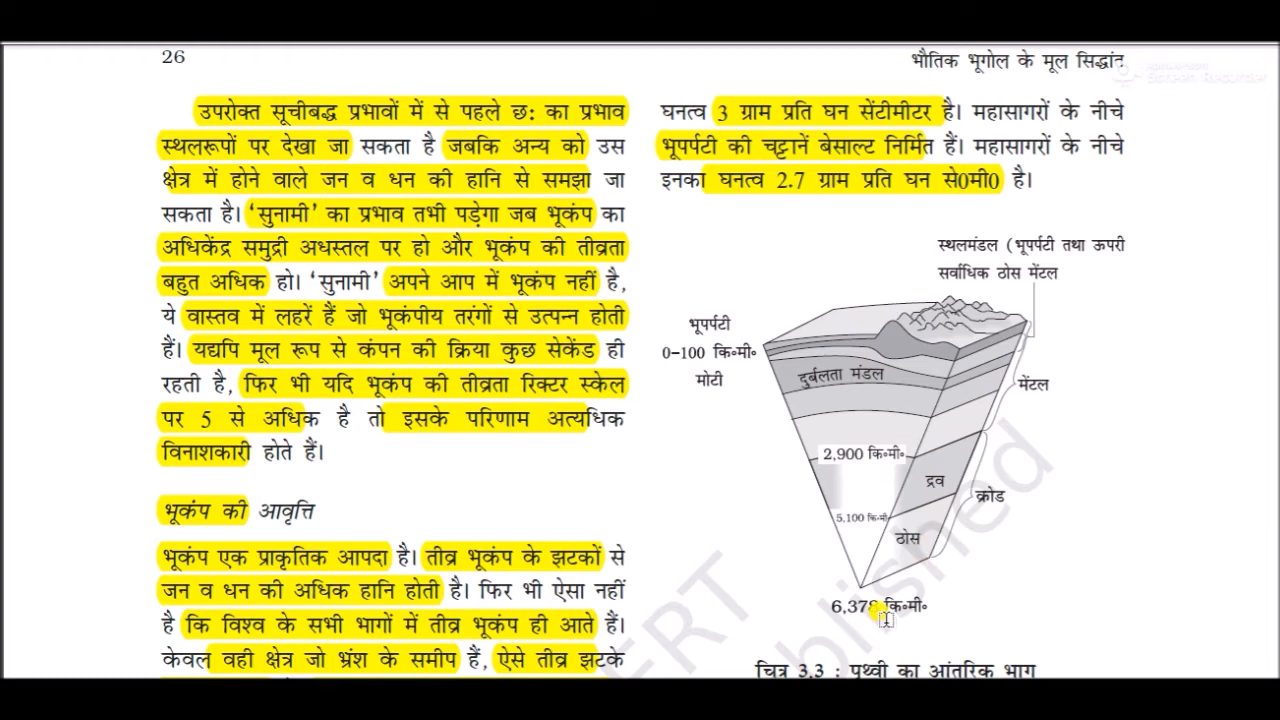 26
भौतिक भूगोल के मूल सिद्धांत
उपरोक्त सूचीबद्ध प्रभावों में से पहले छ: का प्रभाव
स्थलरूपों पर देखा जा सकता है जबकि अन्य को उस
क्षेत्र में होने वाले जन व धन की हानि से समझा जा
सकता है। ‘सुनामी’ का प्रभाव तभी पड़ेगा जब भूकंप का
अधिकेंद्र समुद्री अधस्तल पर हो और भूकंप की तीव्रता
बहुत अधिक हो। ‘सुनामी’ अपने आप में भूकंप नहीं है,
ये वास्तव में लहरें हैं जो भूकंपीय तरंगों से उत्पन्न होती
हैं। यद्यपि मूल रूप से कंपन की क्रिया कुछ सेकेंड ही
रहती है, फिर भी यदि भूकंप की तीव्रता रिक्टर स्केल
पर 5 से अधिक है तो इसके परिणाम अत्यधिक
विनाशकारी होते हैं।
भूकंप की आवृत्ति
भूकंप एक प्राकृतिक आपदा है। तीव्र भूकंप के झटकों से
जन व धन की अधिक हानि होती है। फिर भी ऐसा नहीं
है कि विश्व के सभी भागों में तीव्र भूकंप ही आते हैं।
केवल वही क्षेत्र जो भ्रंश के समीप हैं, ऐसे तीव्र झटके
घनत्व 3 ग्राम प्रति घन सेंटीमीटर है। महासागरों के नीचे
भूपर्पटी की चट्टानें बेसाल्ट निर्मित हैं। महासागरों के नीचे
इनका घनत्व 2.7 ग्राम प्रति घन से0मी0 है।
स्थलमंडल (भूपर्पटी तथा ऊपरी
सर्वाधिक ठोस मेंटल
भूपर्पटी
0-100 कि॰मी॰
मोटी
दुर्बलता मंडल
मेंटल
2,900 कि॰मी॰
द्रव
क्रोड
5,100 कि॰मी॰
ठोस
6,378 कि॰मी॰
चित्र 3.3 : पृथ्वी का आंतरिक भाग
Screen Recorder